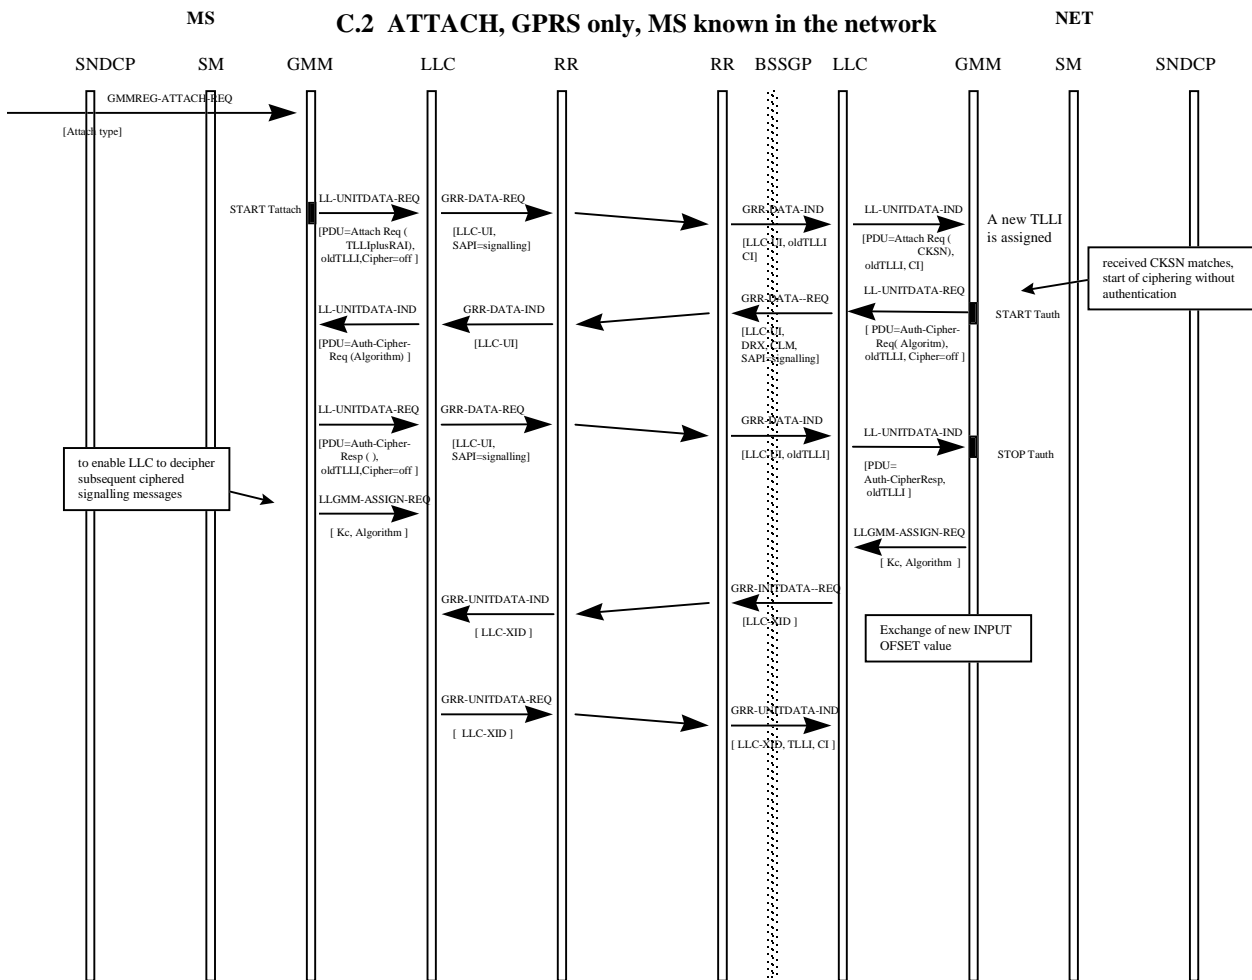 MS
C.2 ATTACH, GPRS only, MS known in the network
NET
SNDCP SM GMM LLC RR RR BSSGP LLC GMM SM SNDCP
GMMREG-ATTACH-REQ
[Attach type]
START Tattach
LL-UNITDATA-REQ
[PDU=Attach Req (
TLLIplusRAI),
oldTLLI,Cipher=off ]
GRR-DATA-REQ
[LLC-UI,
SAPI=signalling]
GRR-DATA-IND
[LLC-UI, oldTLLI
CI]
LL-UNITDATA-IND
[PDU=Attach Req (
CKSN),
oldTLLI, CI]
A new TLLI
is assigned
received CKSN matches,
start of ciphering without
authentication
LL-UNITDATA-IND
[PDU=Auth-Cipher-
Req (Algorithm) ]
GRR-DATA-IND
[LLC-UI]
GRR-DATA--REQ
[LLC-UI,
DRX, CLM,
SAPI=signalling]
LL-UNITDATA-REQ
[ PDU=Auth-Cipher-
Req( Algoritm),
oldTLLI, Cipher=off ]
START Tauth
LL-UNITDATA-REQ
[PDU=Auth-Cipher-
Resp ( ),
oldTLLI,Cipher=off ]
GRR-DATA-REQ
[LLC-UI,
SAPI=signalling]
GRR-DATA-IND
[LLC-UI, oldTLLI]
LL-UNITDATA-IND
[PDU=
Auth-CipherResp,
oldTLLI ]
STOP Tauth
to enable LLC to decipher
subsequent ciphered
signalling messages
LLGMM-ASSIGN-REQ
[ Kc, Algorithm ]
LLGMM-ASSIGN-REQ
[ Kc, Algorithm ]
GRR-UNITDATA-IND
[ LLC-XID ]
GRR-INITDATA--REQ
[LLC-XID ]
Exchange of new INPUT
OFSET value
GRR-UNITDATA-REQ
[ LLC-XID ]
GRR-UNITDATA-IND
[ LLC-XID, TLLI, CI ]